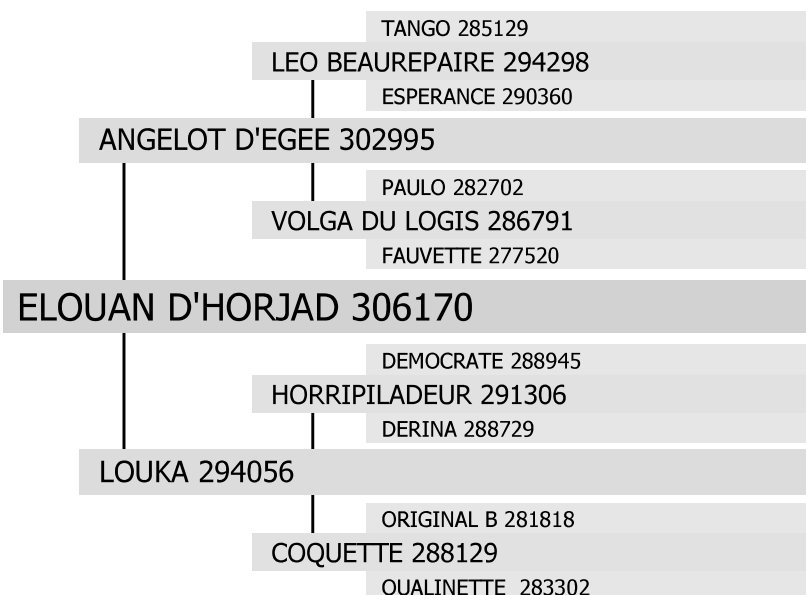 TANGO 285129
LEO BEAUREPAIRE 294298
ESPERANCE 290360
ANGELOT D'EGEE 302995
PAULO 282702
VOLGA DU LOGIS 286791
FAUVETTE 277520
ELOUAN D'HORJAD 306170
DEMOCRATE 288945
HORRIPILADEUR 291306
DERINA 288729
LOUKA 294056
ORIGINAL B 281818
COQUETTE 288129
QUALINETTE  283302